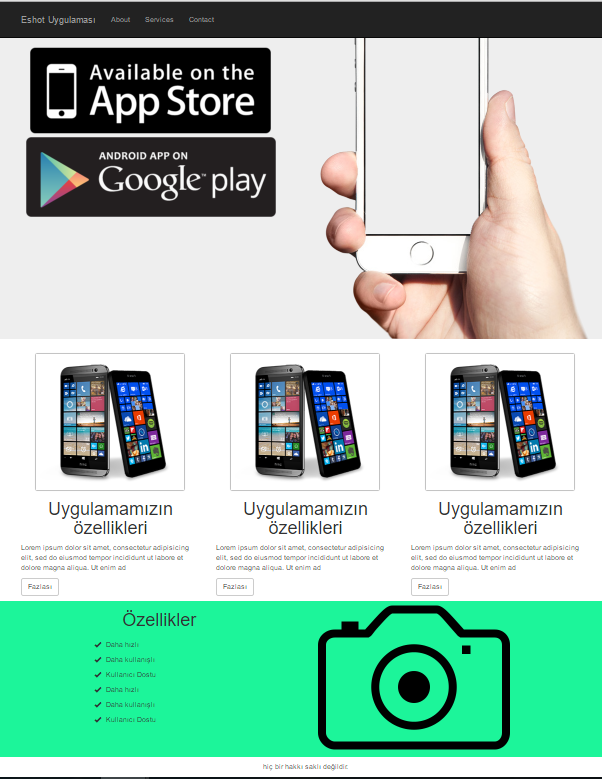 Eshot Uygulaması About Services Contact
Available on the
App Store
ANDROID APP ON
Google™ play
Uygulamamızın
özellikleri
Lorem ipsum dolor sit amet, consectetur adipisicing
elit, sed do eiusmod tempor incididunt ut labore et
dolore magna aliqua. Ut enim ad
Fazlası
Uygulamamızın
özellikleri
Lorem ipsum dolor sit amet, consectetur adipisicing
elit, sed do eiusmod tempor incididunt ut labore et
dolore magna aliqua. Ut enim ad
Fazlası
Uygulamamızın
özellikleri
Lorem ipsum dolor sit amet, consectetur adipisicing
elit, sed do eiusmod tempor incididunt ut labore et
dolore magna aliqua. Ut enim ad
Fazlası
Özellikler
Daha hızlı
Daha kullanışlı
Kullanıcı Dostu
Daha hızlı
Daha kullanışlı
Kullanıcı Dostu
hiç bir hakkı saklı değildir.